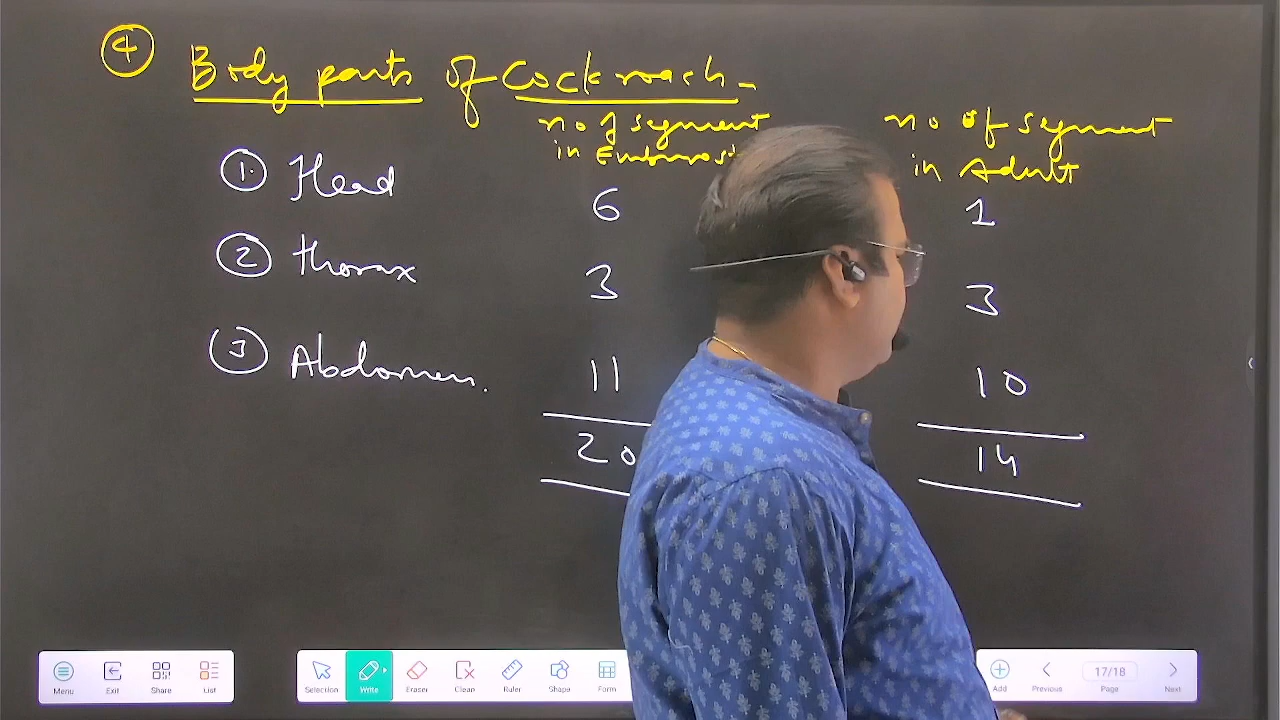 4 Body parts of Cockroach -
no of segment in
no of segment in Adult
1. Head 6 1
2 Thorax 3 3
3 Abdomen. 11 10
20 14
Menu Exit Share List Selection Write Eraser Clean Ruler Shape Form Add Previous 17/18 Page Next